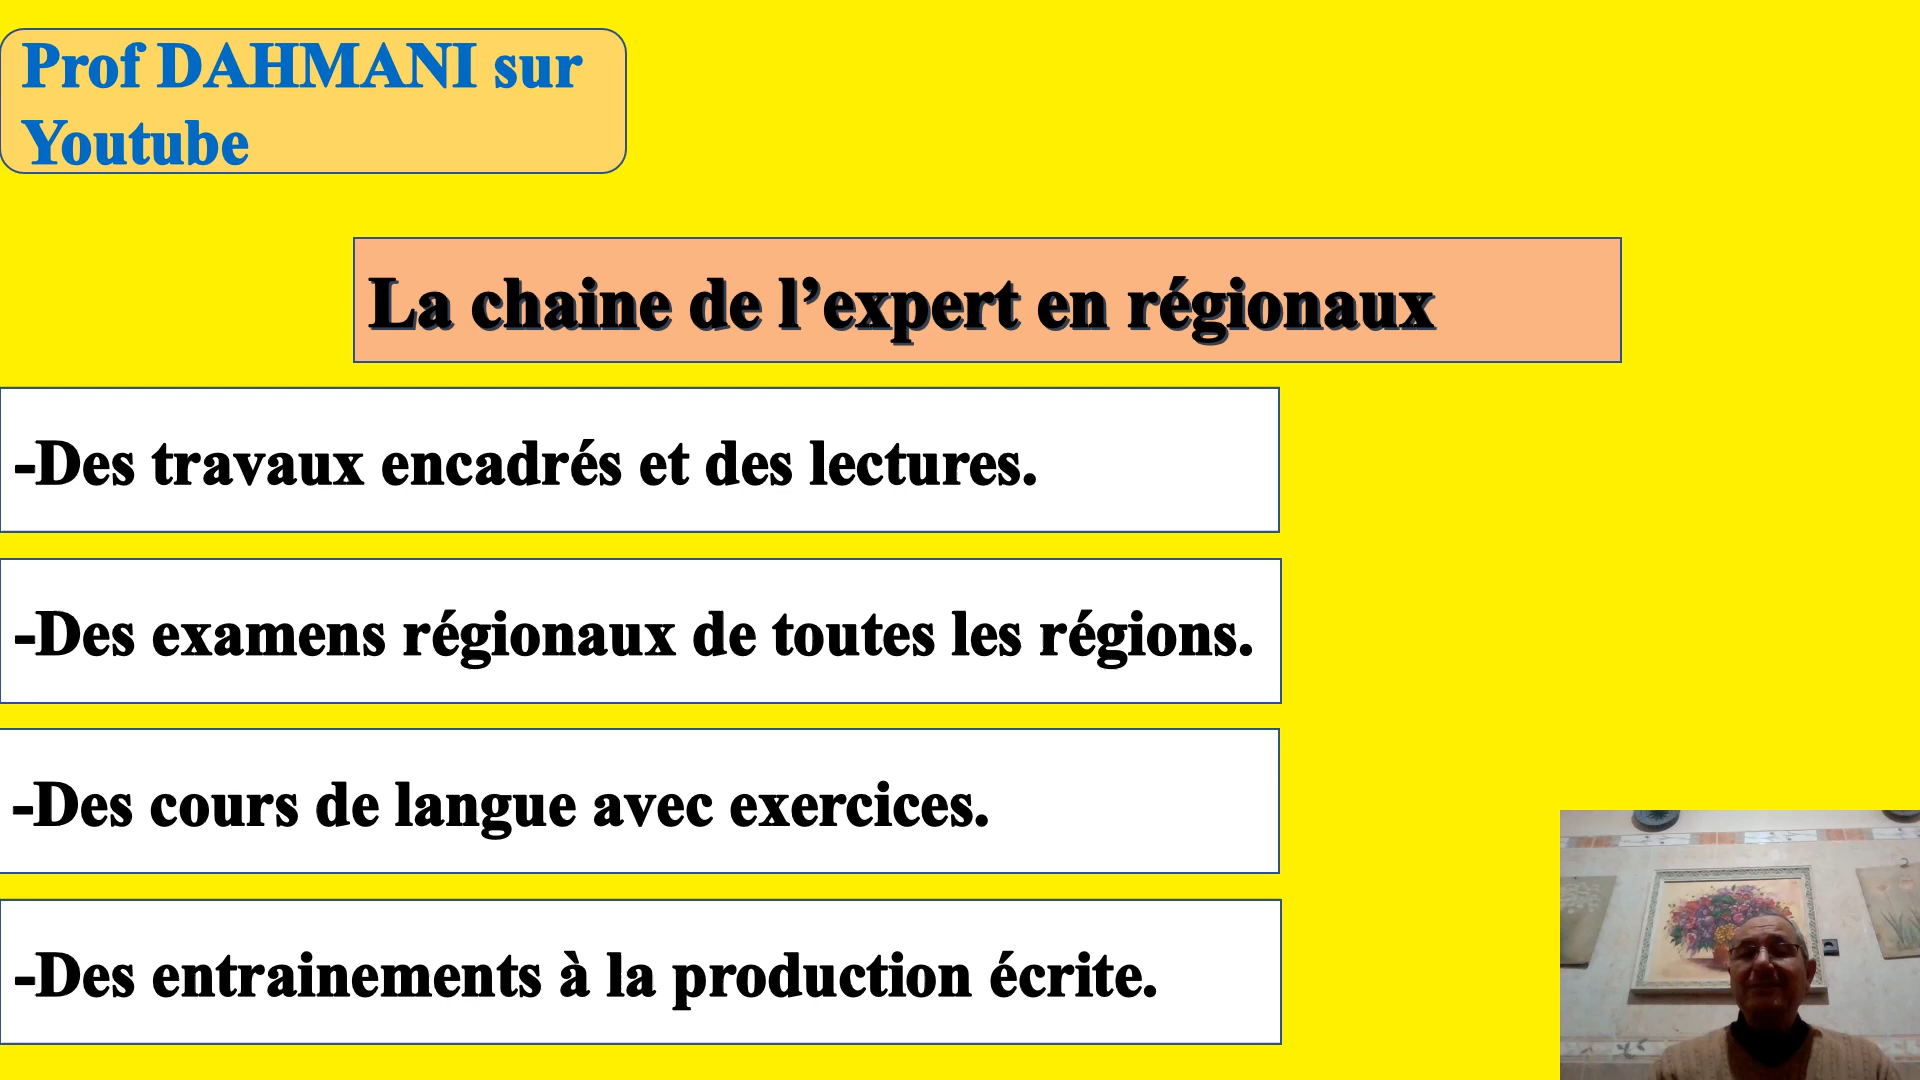 Prof DAHMANI sur
Youtube
La chaine de l’expert en régionaux
-Des travaux encadrés et des lectures.
-Des examens régionaux de toutes les régions.
-Des cours de langue avec exercices.
-Des entrainements à la production écrite.